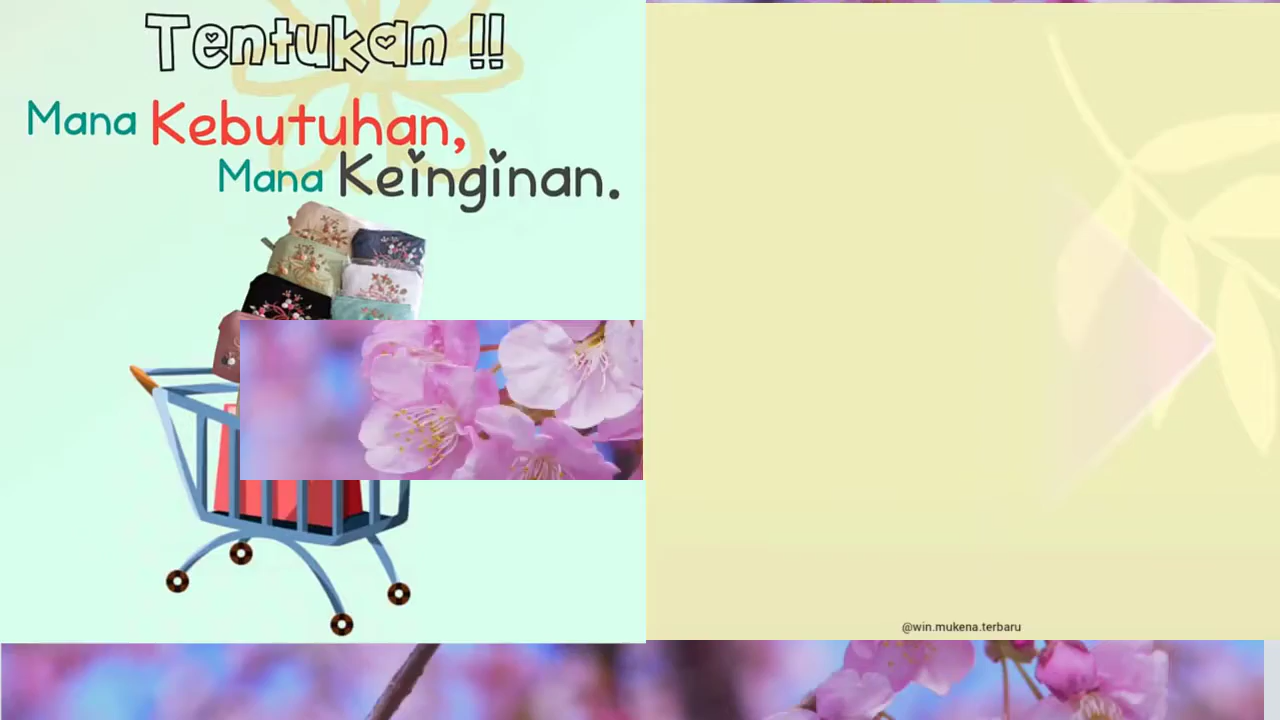 Tentukan !!
Mana Kebutuhan,
Mana Keinginan.
@win.mukena.terbaru